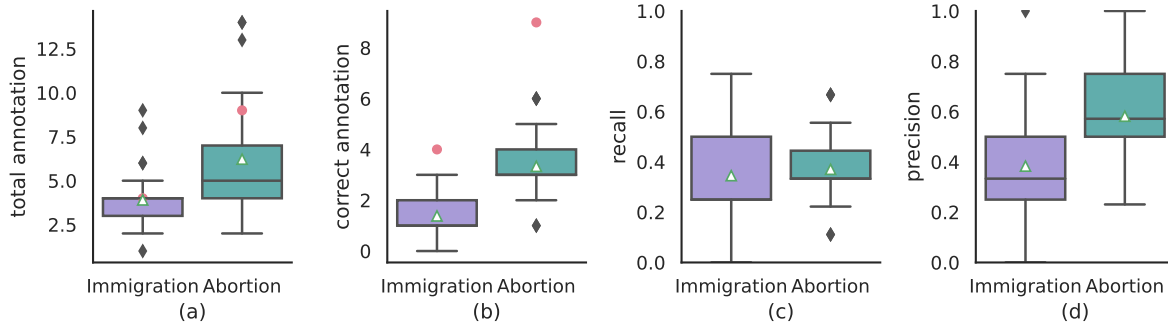 total annotation
12.5
10.0
7.5
5.0
2.5
Immigration Abortion
(a)
correct annotation
8
6
4
2
0
Immigration Abortion
(b)
recall
1.0
0.8
0.6
0.4
0.2
0.0
Immigration Abortion
(c)
precision
1.0
0.8
0.6
0.4
0.2
0.0
Immigration Abortion
(d)